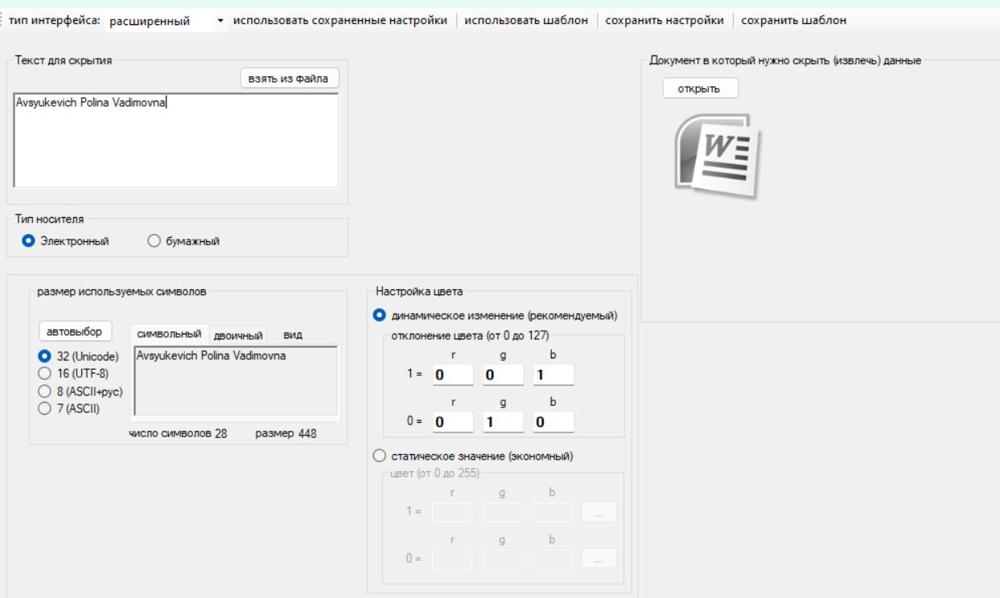 тип интерфейса: расширенный использовать сохраненные настройки использовать шаблон сохранить настройки сохранить шаблон
Текст для скрытия
взять из файла
Avsyukevich Polina Vadimovna
Тип носителя
Электронный бумажный
размер используемых символов
автовыбор
символьный двоичный вид
32 (Unicode)
16 (UTF-8)
8 (ASCII+рус)
7 (ASCII)
Avsyukevich Polina Vadimovna
число символов 28 размер 448
Настройка цвета
динамическое изменение (рекомендуемый)
отклонение цвета (от 0 до 127)
r g b
1 = 0 0 1
r g b
0 = 0 1 0
статическое значение (экономный)
цвет (от 0 до 255)
r g b
1 = ...
r g b
0 = ...
Документ в который нужно скрыть (извлечь) данные
открыть
W